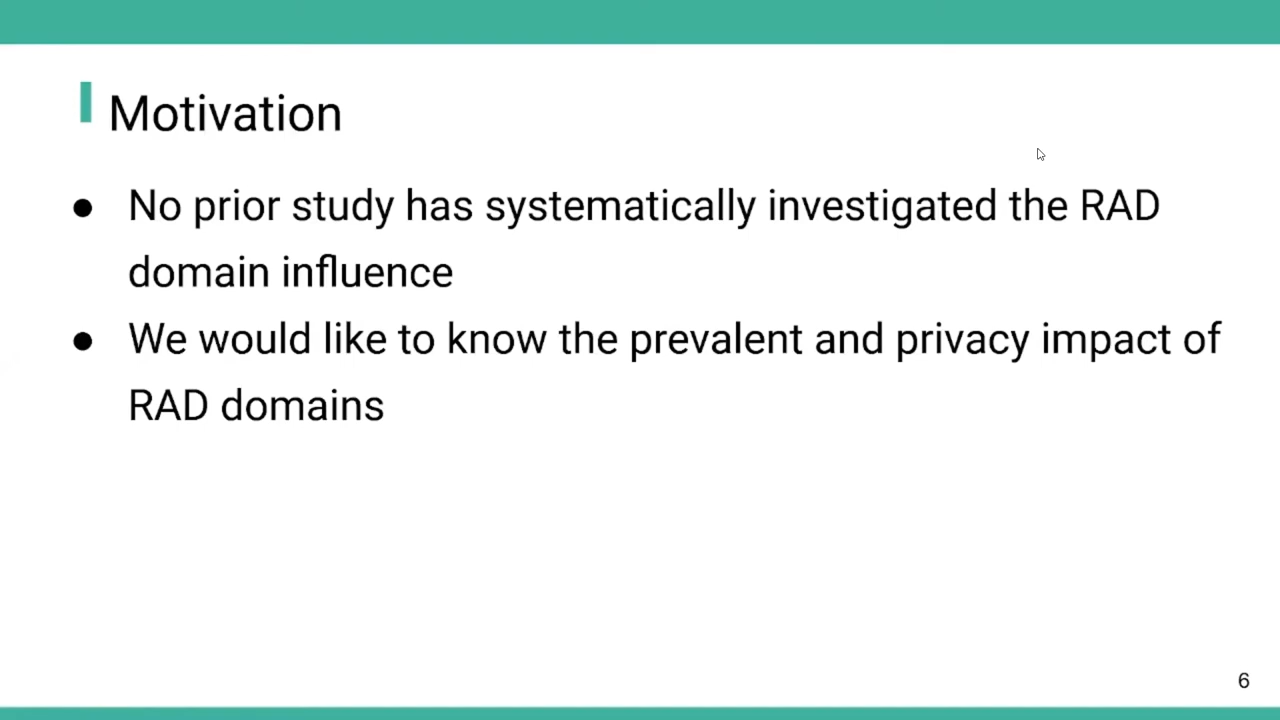 Motivation
● No prior study has systematically investigated the RAD
domain influence
● We would like to know the prevalent and privacy impact of
RAD domains
6